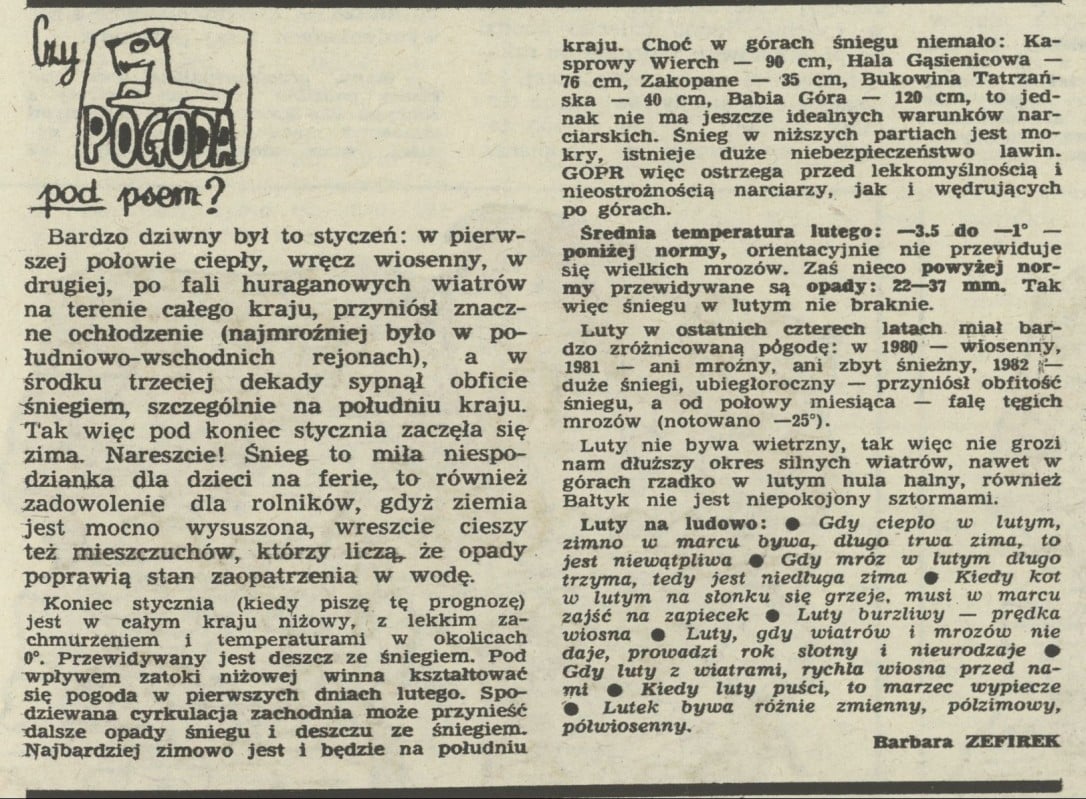 Czy
POGODA
pod psem?
Bardzo dziwny był to styczeń: w pierw-
szej połowie ciepły, wręcz wiosenny, w
drugiej, po fali huraganowych wiatrów
na terenie całego kraju, przyniósł znacz-
ne ochłodzenie (najmroźniej było w po-
łudniowo-wschodnich rejonach), a w
środku trzeciej dekady sypnął obficie
śniegiem, szczególnie na południu kraju.
Tak więc pod koniec stycznia zaczęła się
zima. Nareszcie! Śnieg to miła niespo-
dzianka dla dzieci na ferie, to również
zadowolenie dla rolników, gdyż ziemia
jest mocno wysuszona, wreszcie cieszy
też mieszczuchów, którzy liczą, że opady
poprawią stan zaopatrzenia w wodę.
Koniec stycznia (kiedy piszę tę prognozę)
jest w całym kraju niżowy, z lekkim za-
chmurzeniem i temperaturami w okolicach
0°. Przewidywany jest deszcz ze śniegiem. Pod
wpływem zatoki niżowej winna kształtować
się pogoda w pierwszych dniach lutego. Spo-
dziewana cyrkulacja zachodnia może przynieść
dalsze opady śniegu i deszczu ze śniegiem.
Najbardziej zimowo jest i będzie na południu
kraju. Choć w górach śniegu niemało: Ka-
sprowy Wierch — 90 cm, Hala Gąsienicowa —
76 cm, Zakopane — 35 cm, Bukowina Tatrzań-
ska — 40 cm, Babia Góra — 120 cm, to jed-
nak nie ma jeszcze idealnych warunków nar-
ciarskich. Śnieg w niższych partiach jest mo-
kry, istnieje duże niebezpieczeństwo lawin.
GOPR więc ostrzega przed lekkomyślnością i
nieostrożnością narciarzy, jak i wędrujących
po górach.
Średnia temperatura lutego: —3.5 do —1° —
poniżej normy, orientacyjnie nie przewiduje
się wielkich mrozów. Zaś nieco powyżej nor-
my przewidywane są opady: 22—37 mm. Tak
więc śniegu w lutym nie braknie.
Luty w ostatnich czterech latach miał bar-
dzo zróżnicowaną pogodę: w 1980 — wiosenny,
1981 — ani mroźny, ani zbyt śnieżny, 1982 —
duże śniegi, ubiegłoroczny — przyniósł obfitość
śniegu, a od połowy miesiąca — falę tęgich
mrozów (notowano —25°).
Luty nie bywa wietrzny, tak więc nie grozi
nam dłuższy okres silnych wiatrów, nawet w
górach rzadko w lutym hula halny, również
Bałtyk nie jest niepokojony sztormami.
Luty na ludowo: ● Gdy ciepło w lutym,
zimno w marcu bywa, długo trwa zima, to
jest niewątpliwa ● Gdy mróz w lutym długo
trzyma, tedy jest niedługa zima ● Kiedy kot
w lutym na słonku się grzeje, musi w marcu
zajść na zapiecek ● Luty burzliwy — prędka
wiosna ● Luty, gdy wiatrów i mrozów nie
daje, prowadzi rok słotny i nieurodzaje ●
Gdy luty z wiatrami, rychła wiosna przed na-
mi ● Kiedy luty puści, to marzec wypiecze
● Lutek bywa różnie zmienny, półzimowy,
półwiosenny.
Barbara ZEFIREK